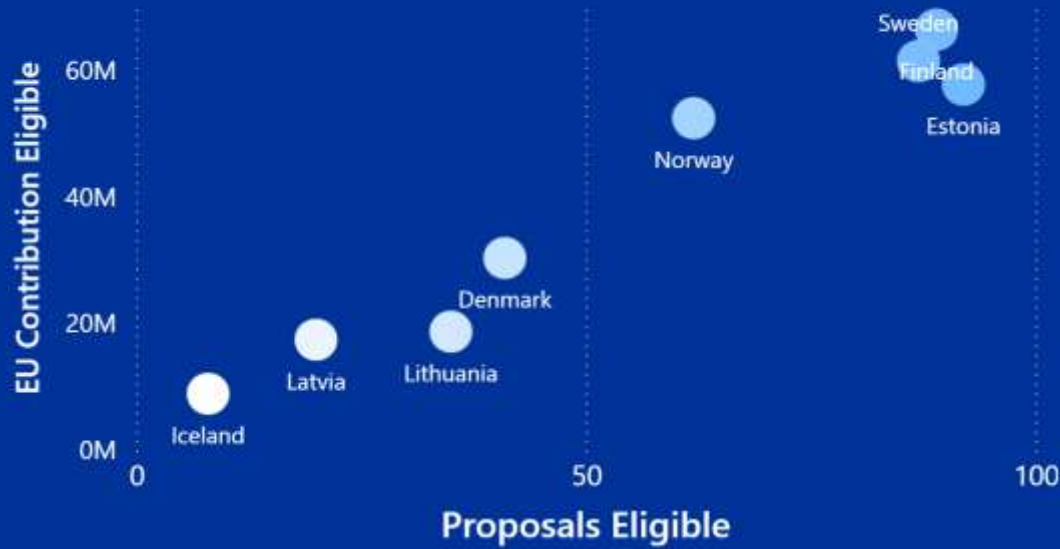 Sweden
60M
Finland
Estonia
Norway
EU Contribution Eligible
40M
Denmark
20M
Lithuania
Latvia
Iceland
0M
0
50
100
Proposals Eligible